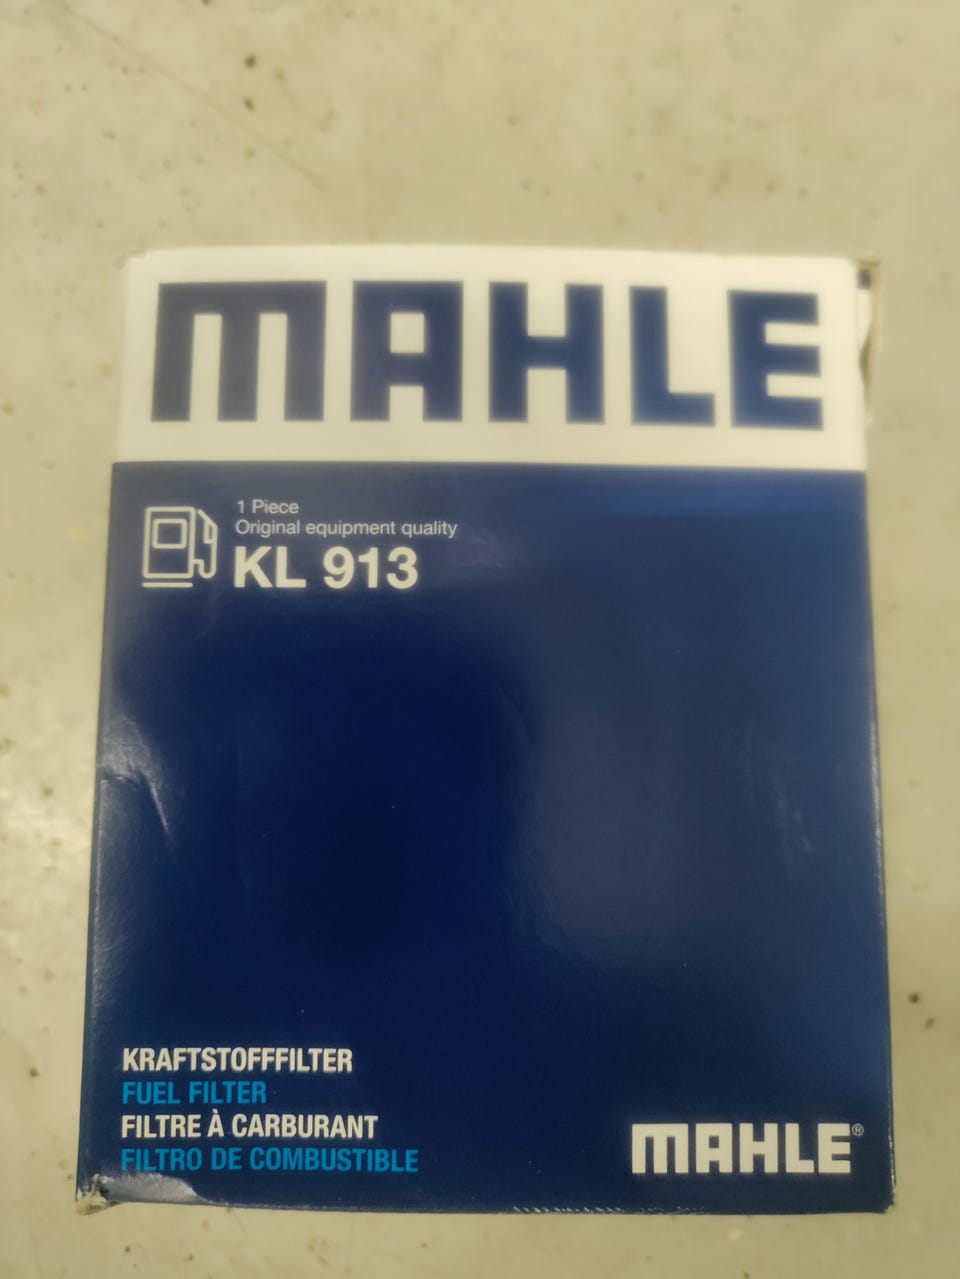 MAHLE
1 Piece
Original equipment quality
KL 913
KRAFTSTOFFFILTER
FUEL FILTER
FILTRE À CARBURANT
FILTRO DE COMBUSTIBLE
MAHLE®